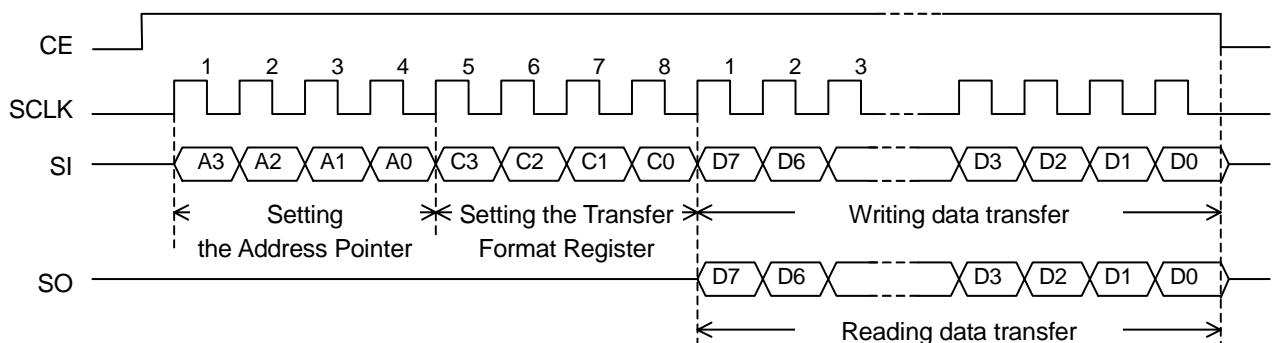 CE
1 2 3 4 5 6 7 8 1 2 3
SCLK
SI A3 A2 A1 A0 C3 C2 C1 C0 D7 D6 D3 D2 D1 D0
Setting Setting the Transfer Writing data transfer
the Address Pointer Format Register
SO D7 D6 D3 D2 D1 D0
Reading data transfer